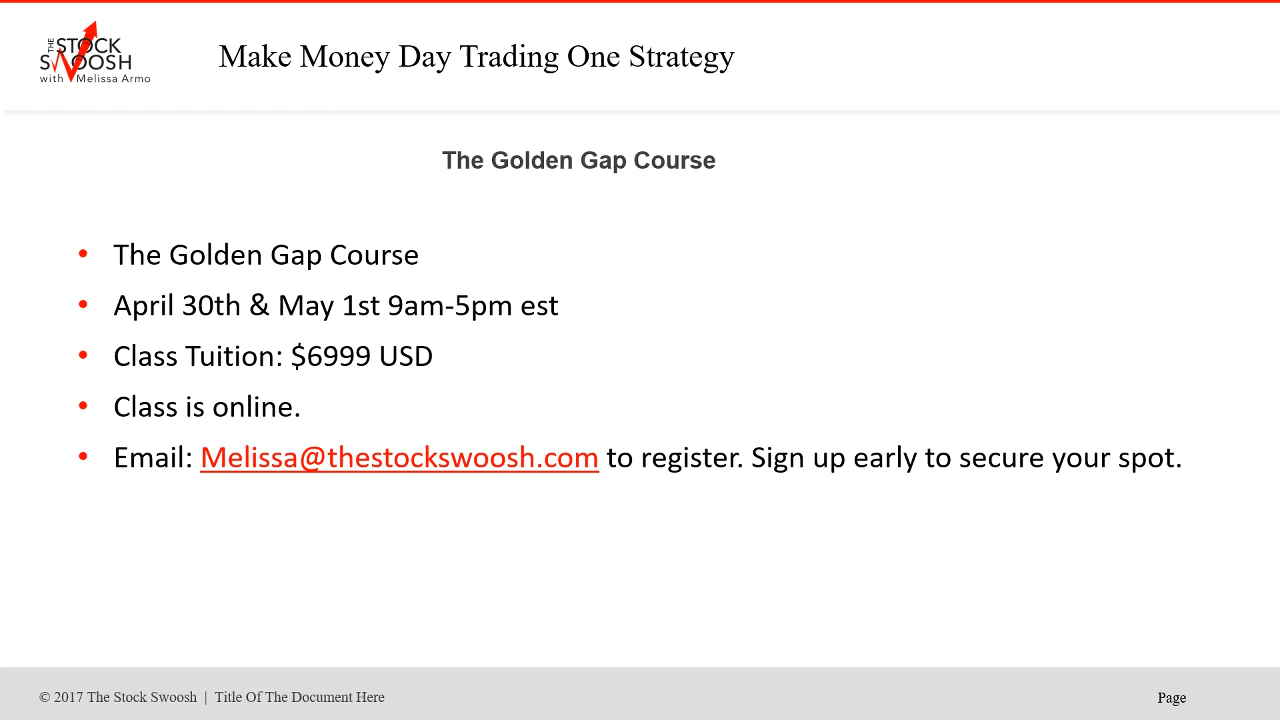 THE STOCK
SWOOSH
with Melissa Armo
Make Money Day Trading One Strategy
The Golden Gap Course
• The Golden Gap Course
• April 30th & May 1st 9am-5pm est
• Class Tuition: $6999 USD
• Class is online.
• Email: Melissa@thestockswoosh.com to register. Sign up early to secure your spot.
© 2017 The Stock Swoosh | Title Of The Document Here
Page